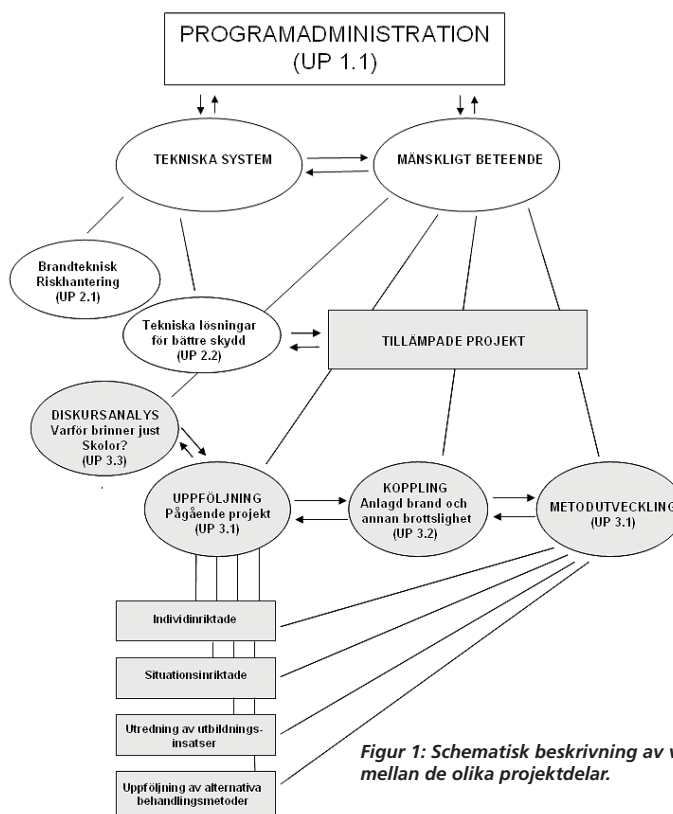 PROGRAMADMINISTRATION
(UP 1.1)
TEKNISKA SYSTEM
MÄNSKLIGT BETEENDE
Brandteknisk
Riskhantering
(UP 2.1)
Tekniska lösningar
för bättre skydd
(UP 2.2)
TILLÄMPADE PROJEKT
DISKURSANALYS
Varför brinner just
Skolor?
(UP 3.3)
UPPFÖLJNING
Pågående projekt
(UP 3.1)
KOPPLING
Anlagd brand och
annan brottslighet
(UP 3.2)
METODUTVECKLING
(UP 3.1)
Individinriktade
Situationsinriktade
Utredning av utbildnings-
insatser
Uppföljning av alternativa
behandlingsmetoder
Figur 1: Schematisk beskrivning av
mellan de olika projektdelar.